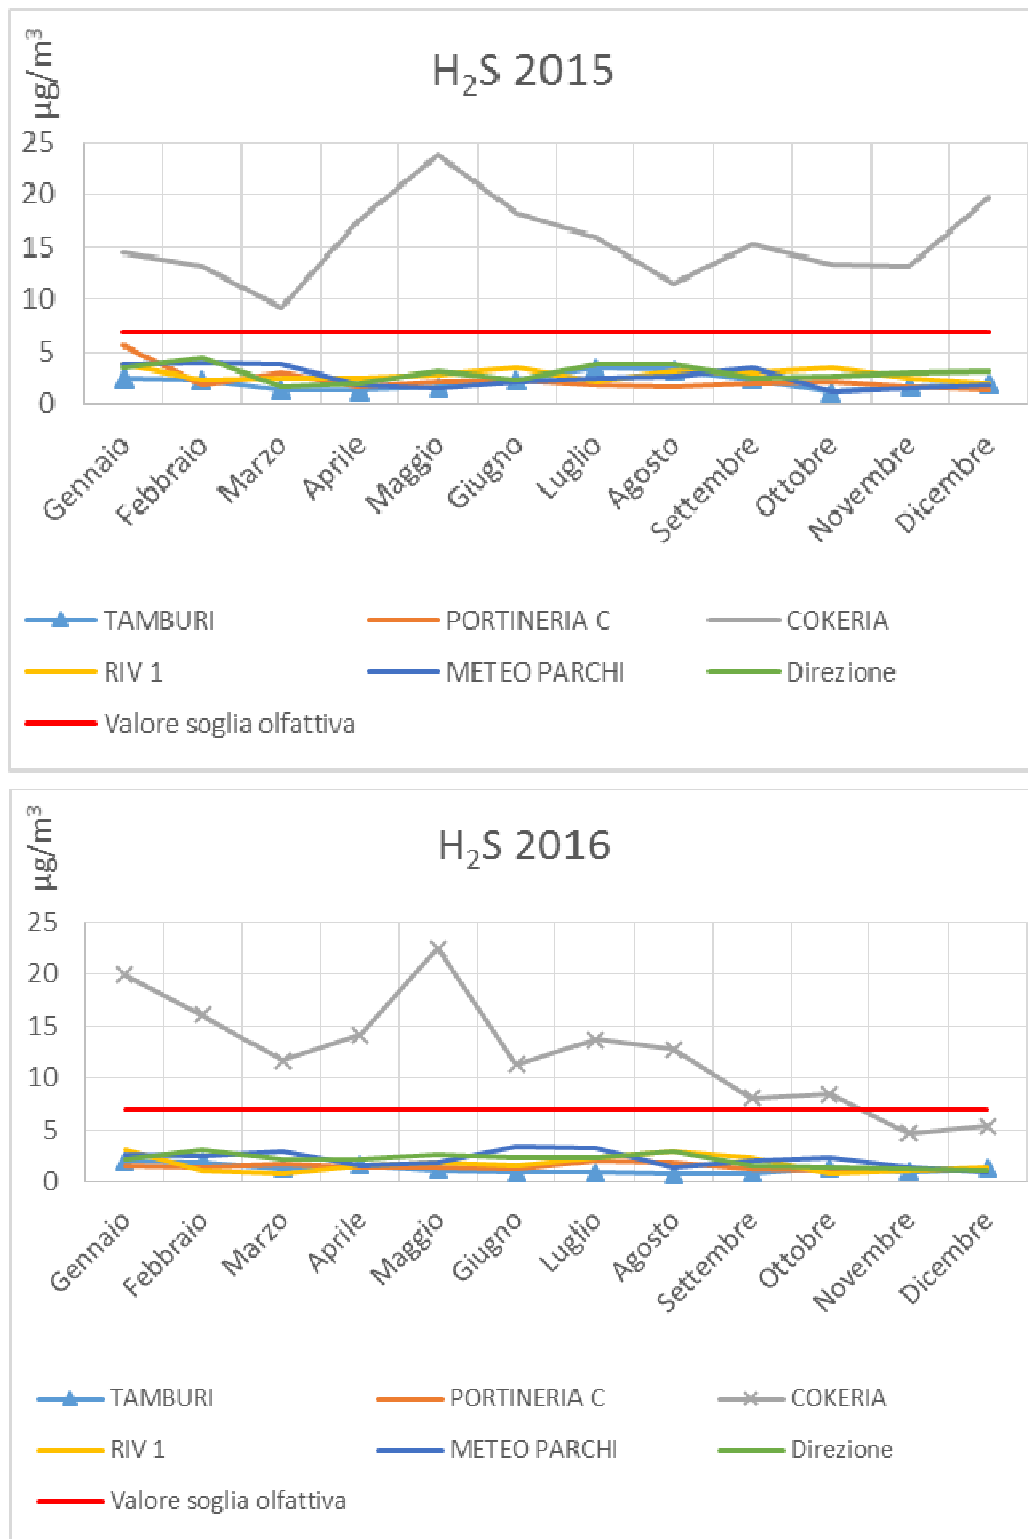 µg/m³
H₂S 2015
25
20
15
10
5
0
Gennaio
Febbraio
Marzo
Aprile
Maggio
Giugno
Luglio
Agosto
Settembre
Ottobre
Novembre
Dicembre
TAMBURI
PORTINERIA C
COKERIA
RIV 1
METEO PARCHI
Direzione
Valore soglia olfattiva
µg/m³
H₂S 2016
25
20
15
10
5
0
Gennaio
Febbraio
Marzo
Aprile
Maggio
Giugno
Luglio
Agosto
Settembre
Ottobre
Novembre
Dicembre
TAMBURI
PORTINERIA C
COKERIA
RIV 1
METEO PARCHI
Direzione
Valore soglia olfattiva